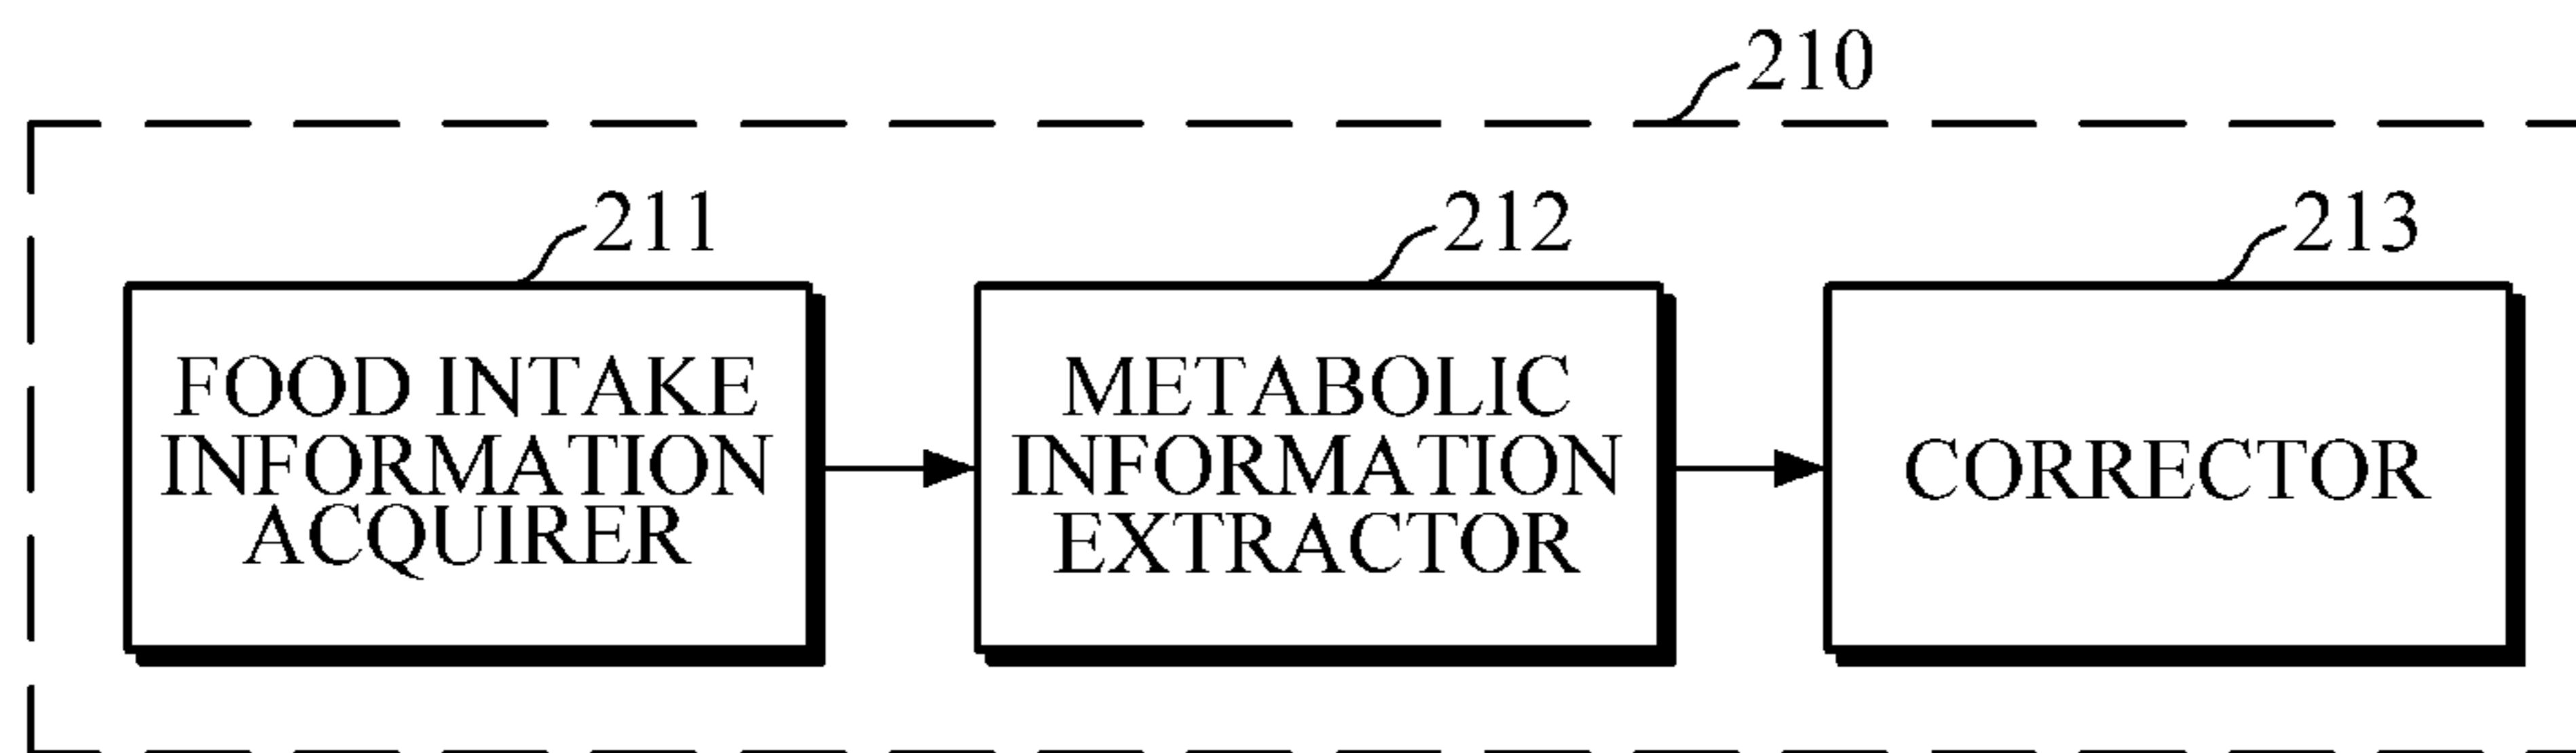 210
211
212
213
FOOD INTAKE
INFORMATION
ACQUIRER
METABOLIC
INFORMATION
EXTRACTOR
CORRECTOR